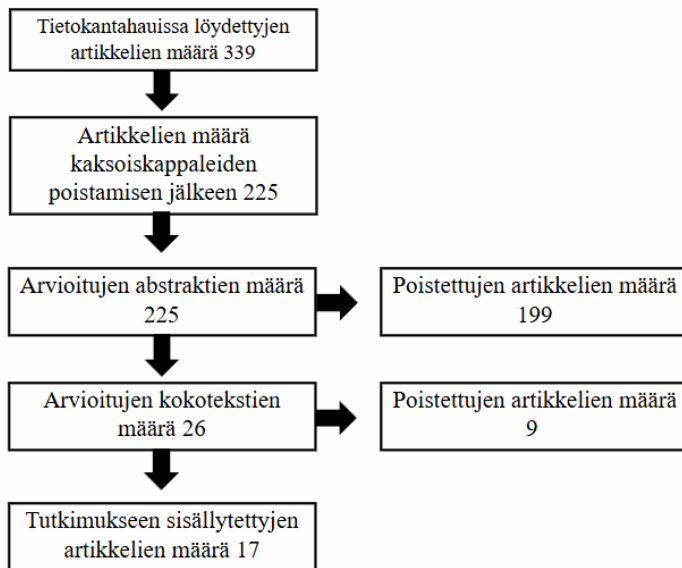 Tietokantahauissa löydettyjen
artikkelien määrä 339
Artikkelien määrä
kaksoiskappaleiden
poistamisen jälkeen 225
Arvioitujen abstraktien määrä
225
Poistettujen artikkelien määrä
199
Arvioitujen kokotekstien
määrä 26
Poistettujen artikkelien määrä
9
Tutkimukseen sisällytettyjen
artikkelien määrä 17